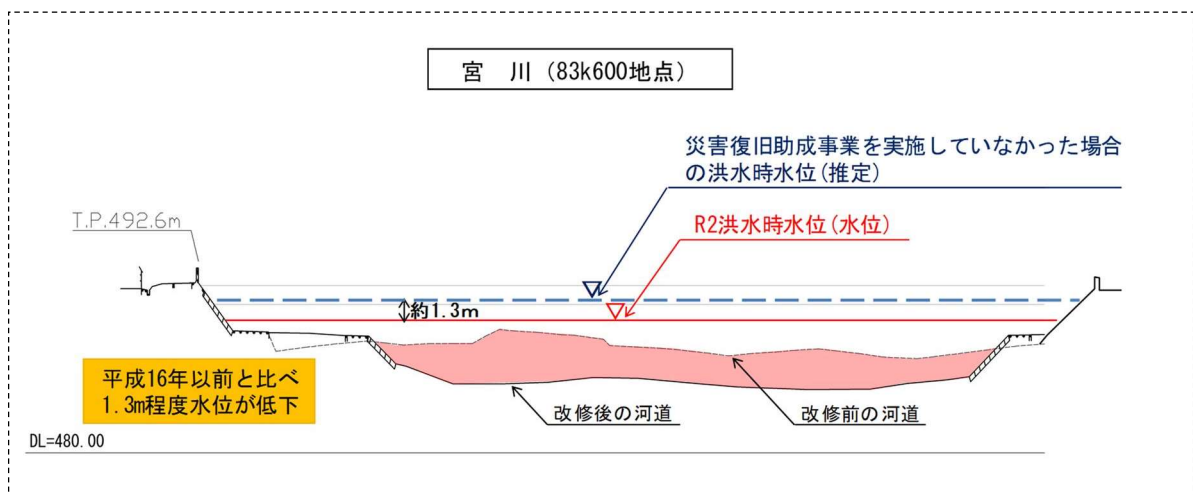 宮　川（83k600地点）
災害復旧助成事業を実施していなかった場合
の洪水時水位(推定)
T.P.492.6m
R2洪水時水位(水位)
約1.3m
平成16年以前と比べ
1.3m程度水位が低下
改修後の河道
改修前の河道
DL=480.00